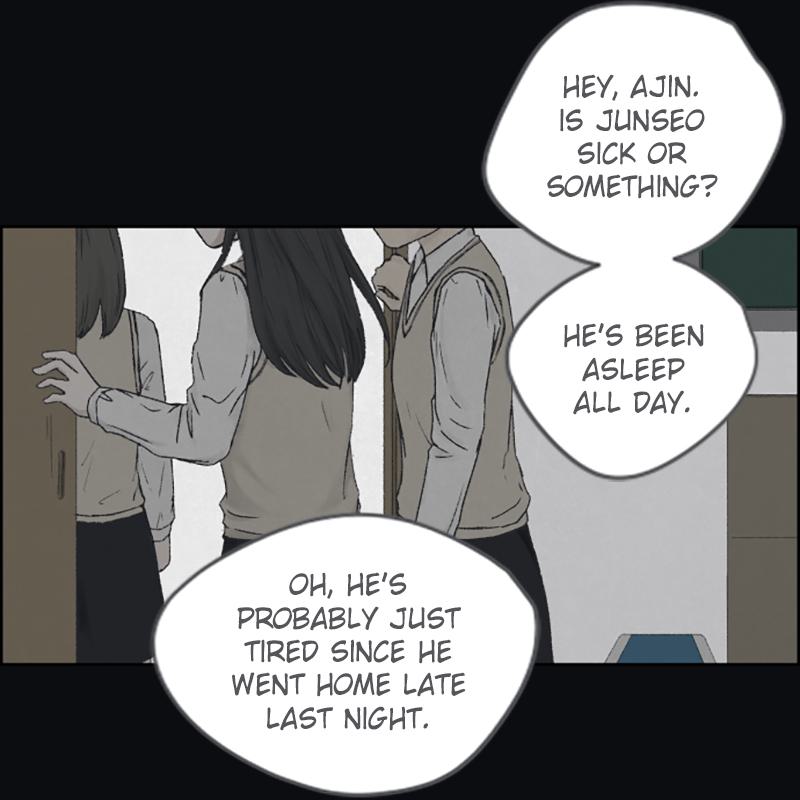 HEY, AJIN.
IS JUNSEO
SICK OR
SOMETHING?
HE'S BEEN
ASLEEP
ALL DAY.
OH, HE'S
PROBABLY JUST
TIRED SINCE HE
WENT HOME LATE
LAST NIGHT.